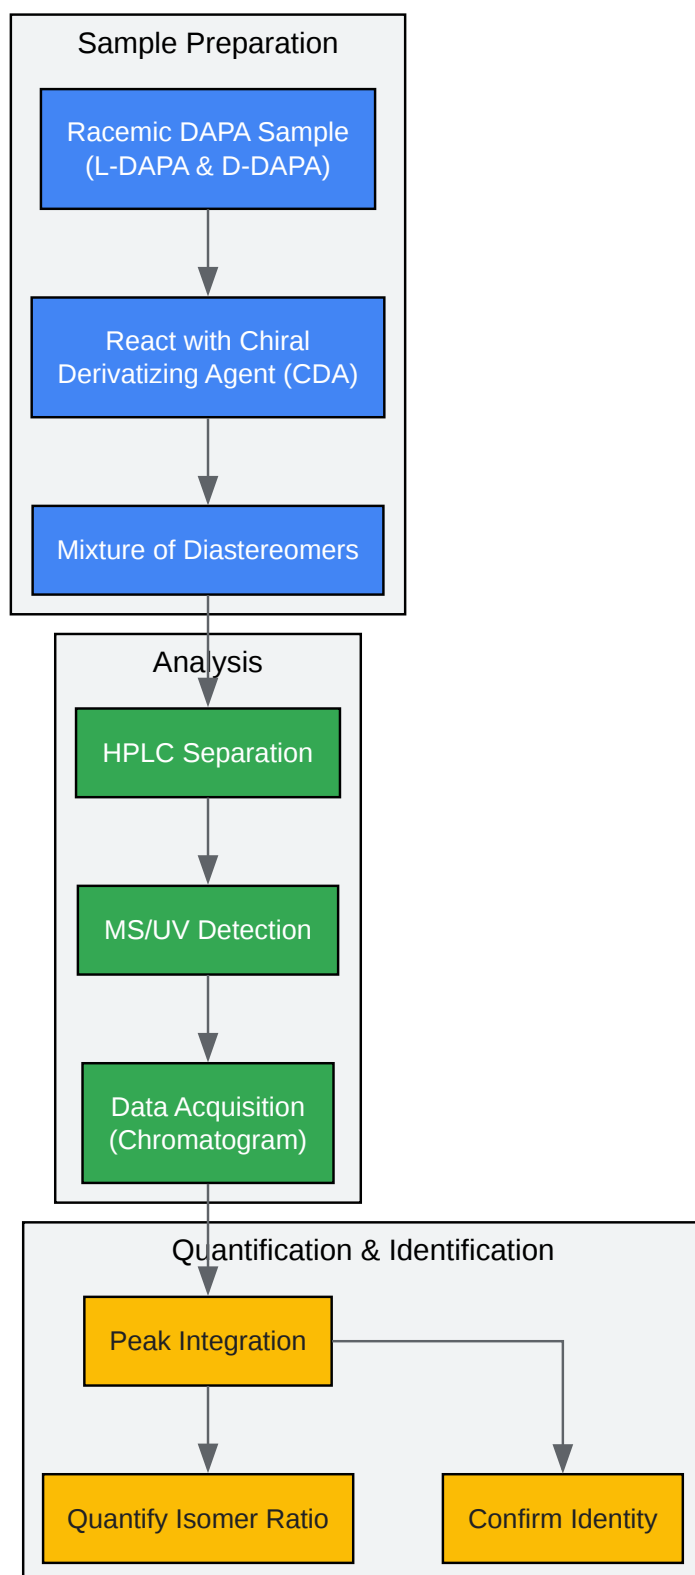 Sample Preparation
Racemic DAPA Sample
(L-DAPA & D-DAPA)
React with Chiral
Derivatizing Agent (CDA)
Mixture of Diastereomers
Analysis
HPLC Separation
MS/UV Detection
Data Acquisition
(Chromatogram)
Quantification & Identification
Peak Integration
Quantify Isomer Ratio
Confirm Identity